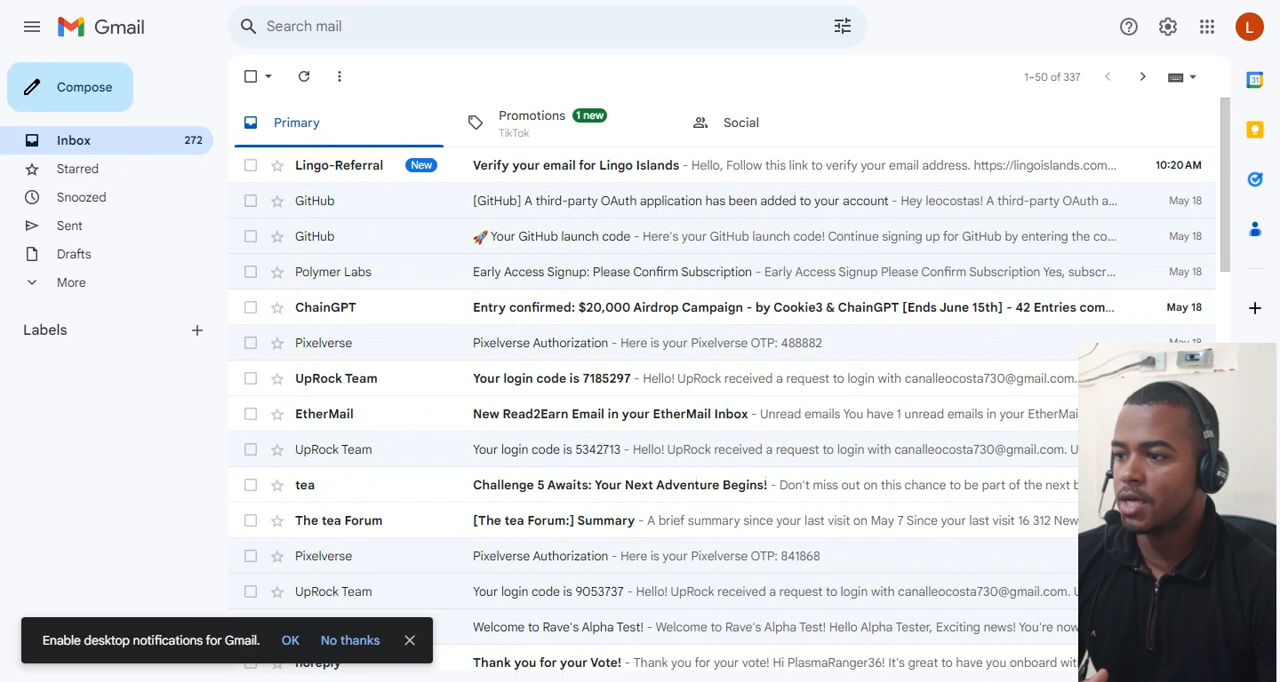 Gmail
Search mail
L
Compose
1–50 of 337
Inbox 272
Starred
Snoozed
Sent
Drafts
More
Labels
Primary
Promotions 1 new
TikTok
Social
Lingo-Referral New Verify your email for Lingo Islands - Hello, Follow this link to verify your email address. https://lingoislands.com... 10:20 AM
GitHub [GitHub] A third-party OAuth application has been added to your account - Hey leocostas! A third-party OAuth a... May 18
GitHub 🚀 Your GitHub launch code - Here's your GitHub launch code! Continue signing up for GitHub by entering the co... May 18
Polymer Labs Early Access Signup: Please Confirm Subscription - Early Access Signup Please Confirm Subscription Yes, subscr... May 18
ChainGPT Entry confirmed: $20,000 Airdrop Campaign - by Cookie3 & ChainGPT [Ends June 15th] - 42 Entries com... May 18
Pixelverse Pixelverse Authorization - Here is your Pixelverse OTP: 488882 May 18
UpRock Team Your login code is 7185297 - Hello! UpRock received a request to login with canalleocosta730@gmail.com.
EtherMail New Read2Earn Email in your EtherMail Inbox - Unread emails You have 1 unread emails in your EtherMai
UpRock Team Your login code is 5342713 - Hello! UpRock received a request to login with canalleocosta730@gmail.com. U
tea Challenge 5 Awaits: Your Next Adventure Begins! - Don't miss out on this chance to be part of the next b
The tea Forum [The tea Forum:] Summary - A brief summary since your last visit on May 7 Since your last visit 16 312 New
Pixelverse Pixelverse Authorization - Here is your Pixelverse OTP: 841868
UpRock Team Your login code is 9053737 - Hello! UpRock received a request to login with canalleocosta730@gmail.com. U
Welcome to Rave's Alpha Test! - Welcome to Rave's Alpha Test! Hello Alpha Tester, Exciting news! You're now
noreply Thank you for your Vote! - Thank you for your vote! Hi PlasmaRanger36! It's great to have you onboard wit
Enable desktop notifications for Gmail. OK No thanks
31